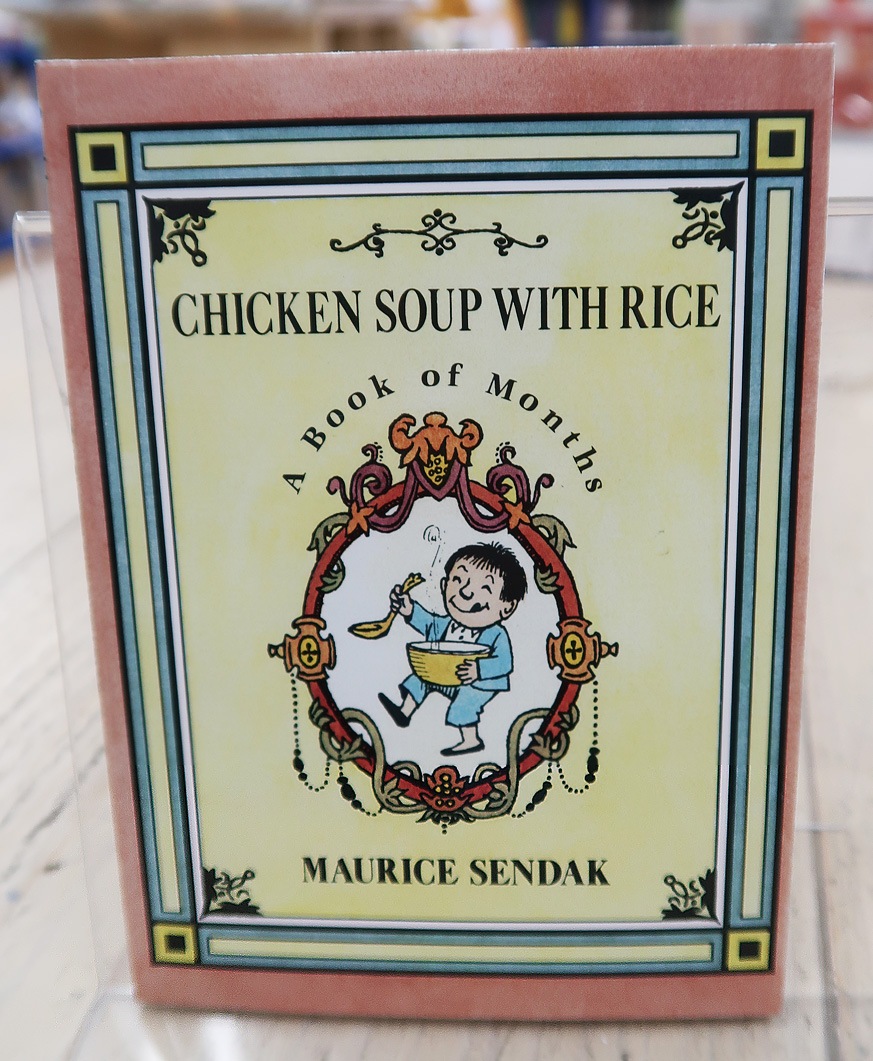 CHICKEN SOUP WITH RICE
A Book of Months
MAURICE SENDAK